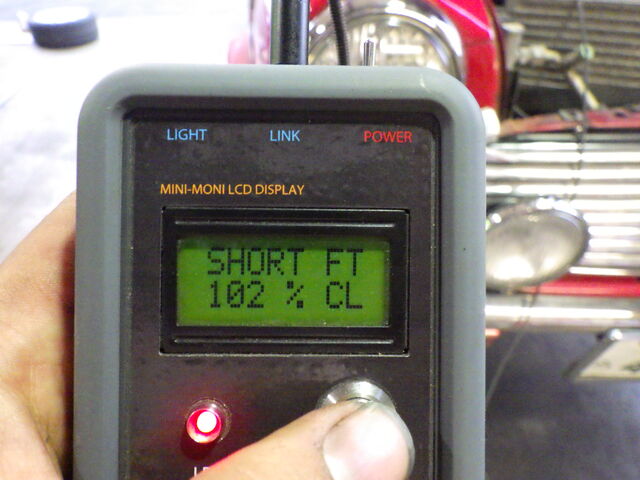 LIGHT LINK POWER
MINI-MONI LCD DISPLAY
SHORT FT
102 % CL